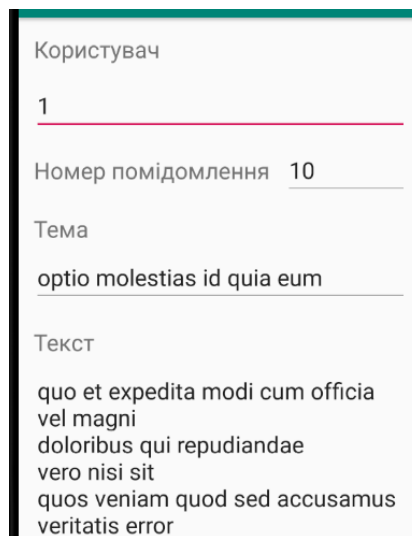 Користувач
1
Номер помідомлення 10
Тема
optio molestias id quia eum
Текст
quo et expedita modi cum officia
vel magni
doloribus qui repudiandae
vero nisi sit
quos veniam quod sed accusamus
veritatis error